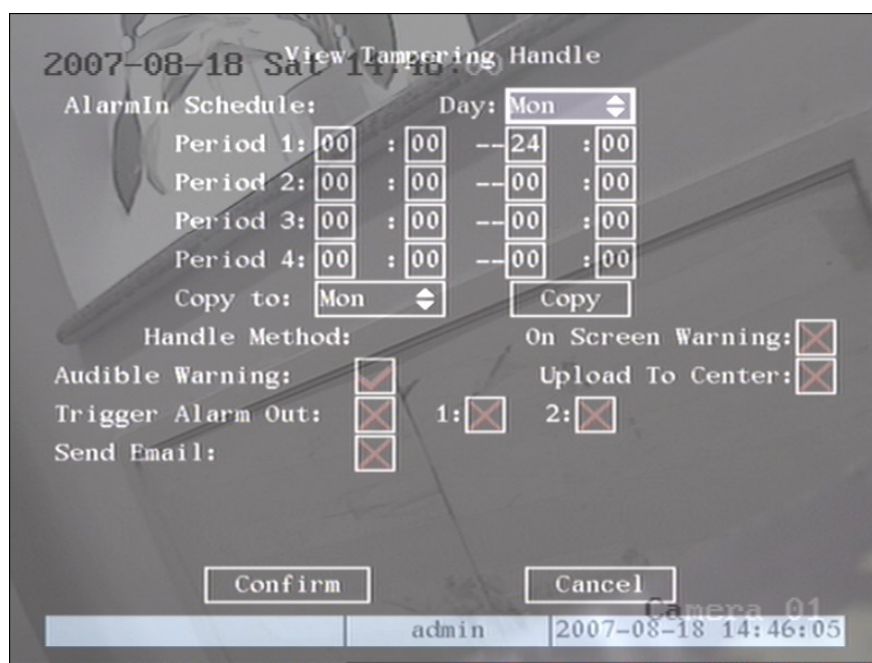 View Tampering Handle
2007-08-18 Sat 14:46:
AlarmIn Schedule: Day: Mon
Period 1: 00 : 00 --24 : 00
Period 2: 00 : 00 --00 : 00
Period 3: 00 : 00 --00 : 00
Period 4: 00 : 00 --00 : 00
Copy to: Mon Copy
Handle Method: On Screen Warning:
Audible Warning: Upload To Center:
Trigger Alarm Out: 1: 2:
Send Email:
Confirm Cancel
Camera 01
admin 2007-08-18 14:46:05